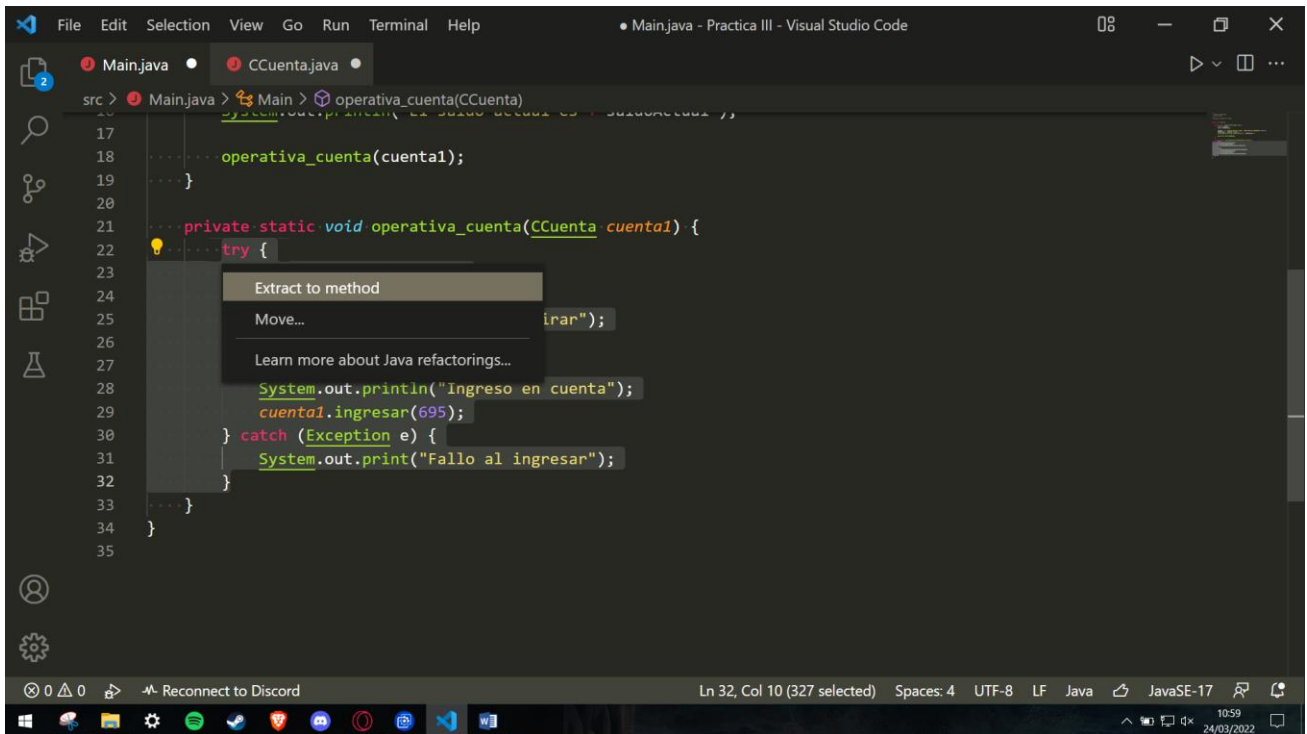 File Edit Selection View Go Run Terminal Help ● Main.java - Practica III - Visual Studio Code
Main.java ● CCuenta.java ●
src > Main.java > Main > operativa_cuenta(CCuenta)
2
17
18 operativa_cuenta(cuenta1);
19 }
20
21 private static void operativa_cuenta(CCuenta cuenta1) {
22 try {
23
24 Extract to method
25 Move... irar");
26
27 Learn more about Java refactorings...
28 System.out.println("Ingreso en cuenta");
29 cuenta1.ingresar(695);
30 } catch (Exception e) {
31 System.out.print("Fallo al ingresar");
32 }
33 }
34 }
35
0 0 Reconnect to Discord Ln 32, Col 10 (327 selected) Spaces: 4 UTF-8 LF Java JavaSE-17
10:59
24/03/2022